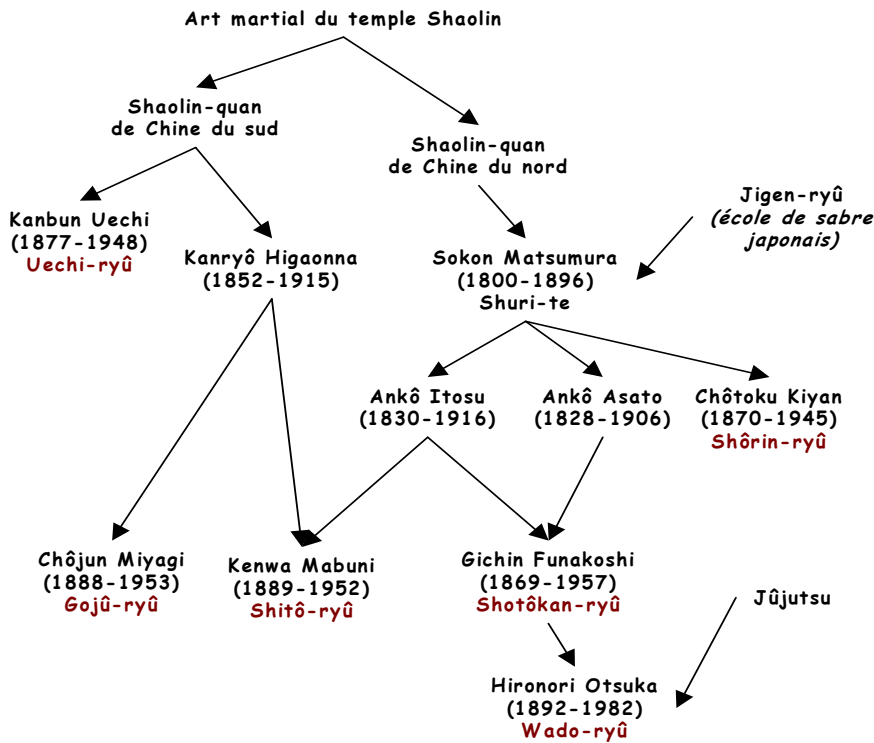 Art martial du temple Shaolin
Shaolin-quan
de Chine du sud
Shaolin-quan
de Chine du nord
Jigen-ryû
(école de sabre
japonais)
Kanbun Uechi
(1877-1948)
Uechi-ryû
Kanryô Higaonna
(1852-1915)
Sokon Matsumura
(1800-1896)
Shuri-te
Ankô Itosu
(1830-1916)
Ankô Asato
(1828-1906)
Chôtoku Kiyan
(1870-1945)
Shôrin-ryû
Chôjun Miyagi
(1888-1953)
Gojû-ryû
Kenwa Mabuni
(1889-1952)
Shitô-ryû
Gichin Funakoshi
(1869-1957)
Shotôkan-ryû
Jûjutsu
Hironori Otsuka
(1892-1982)
Wado-ryû